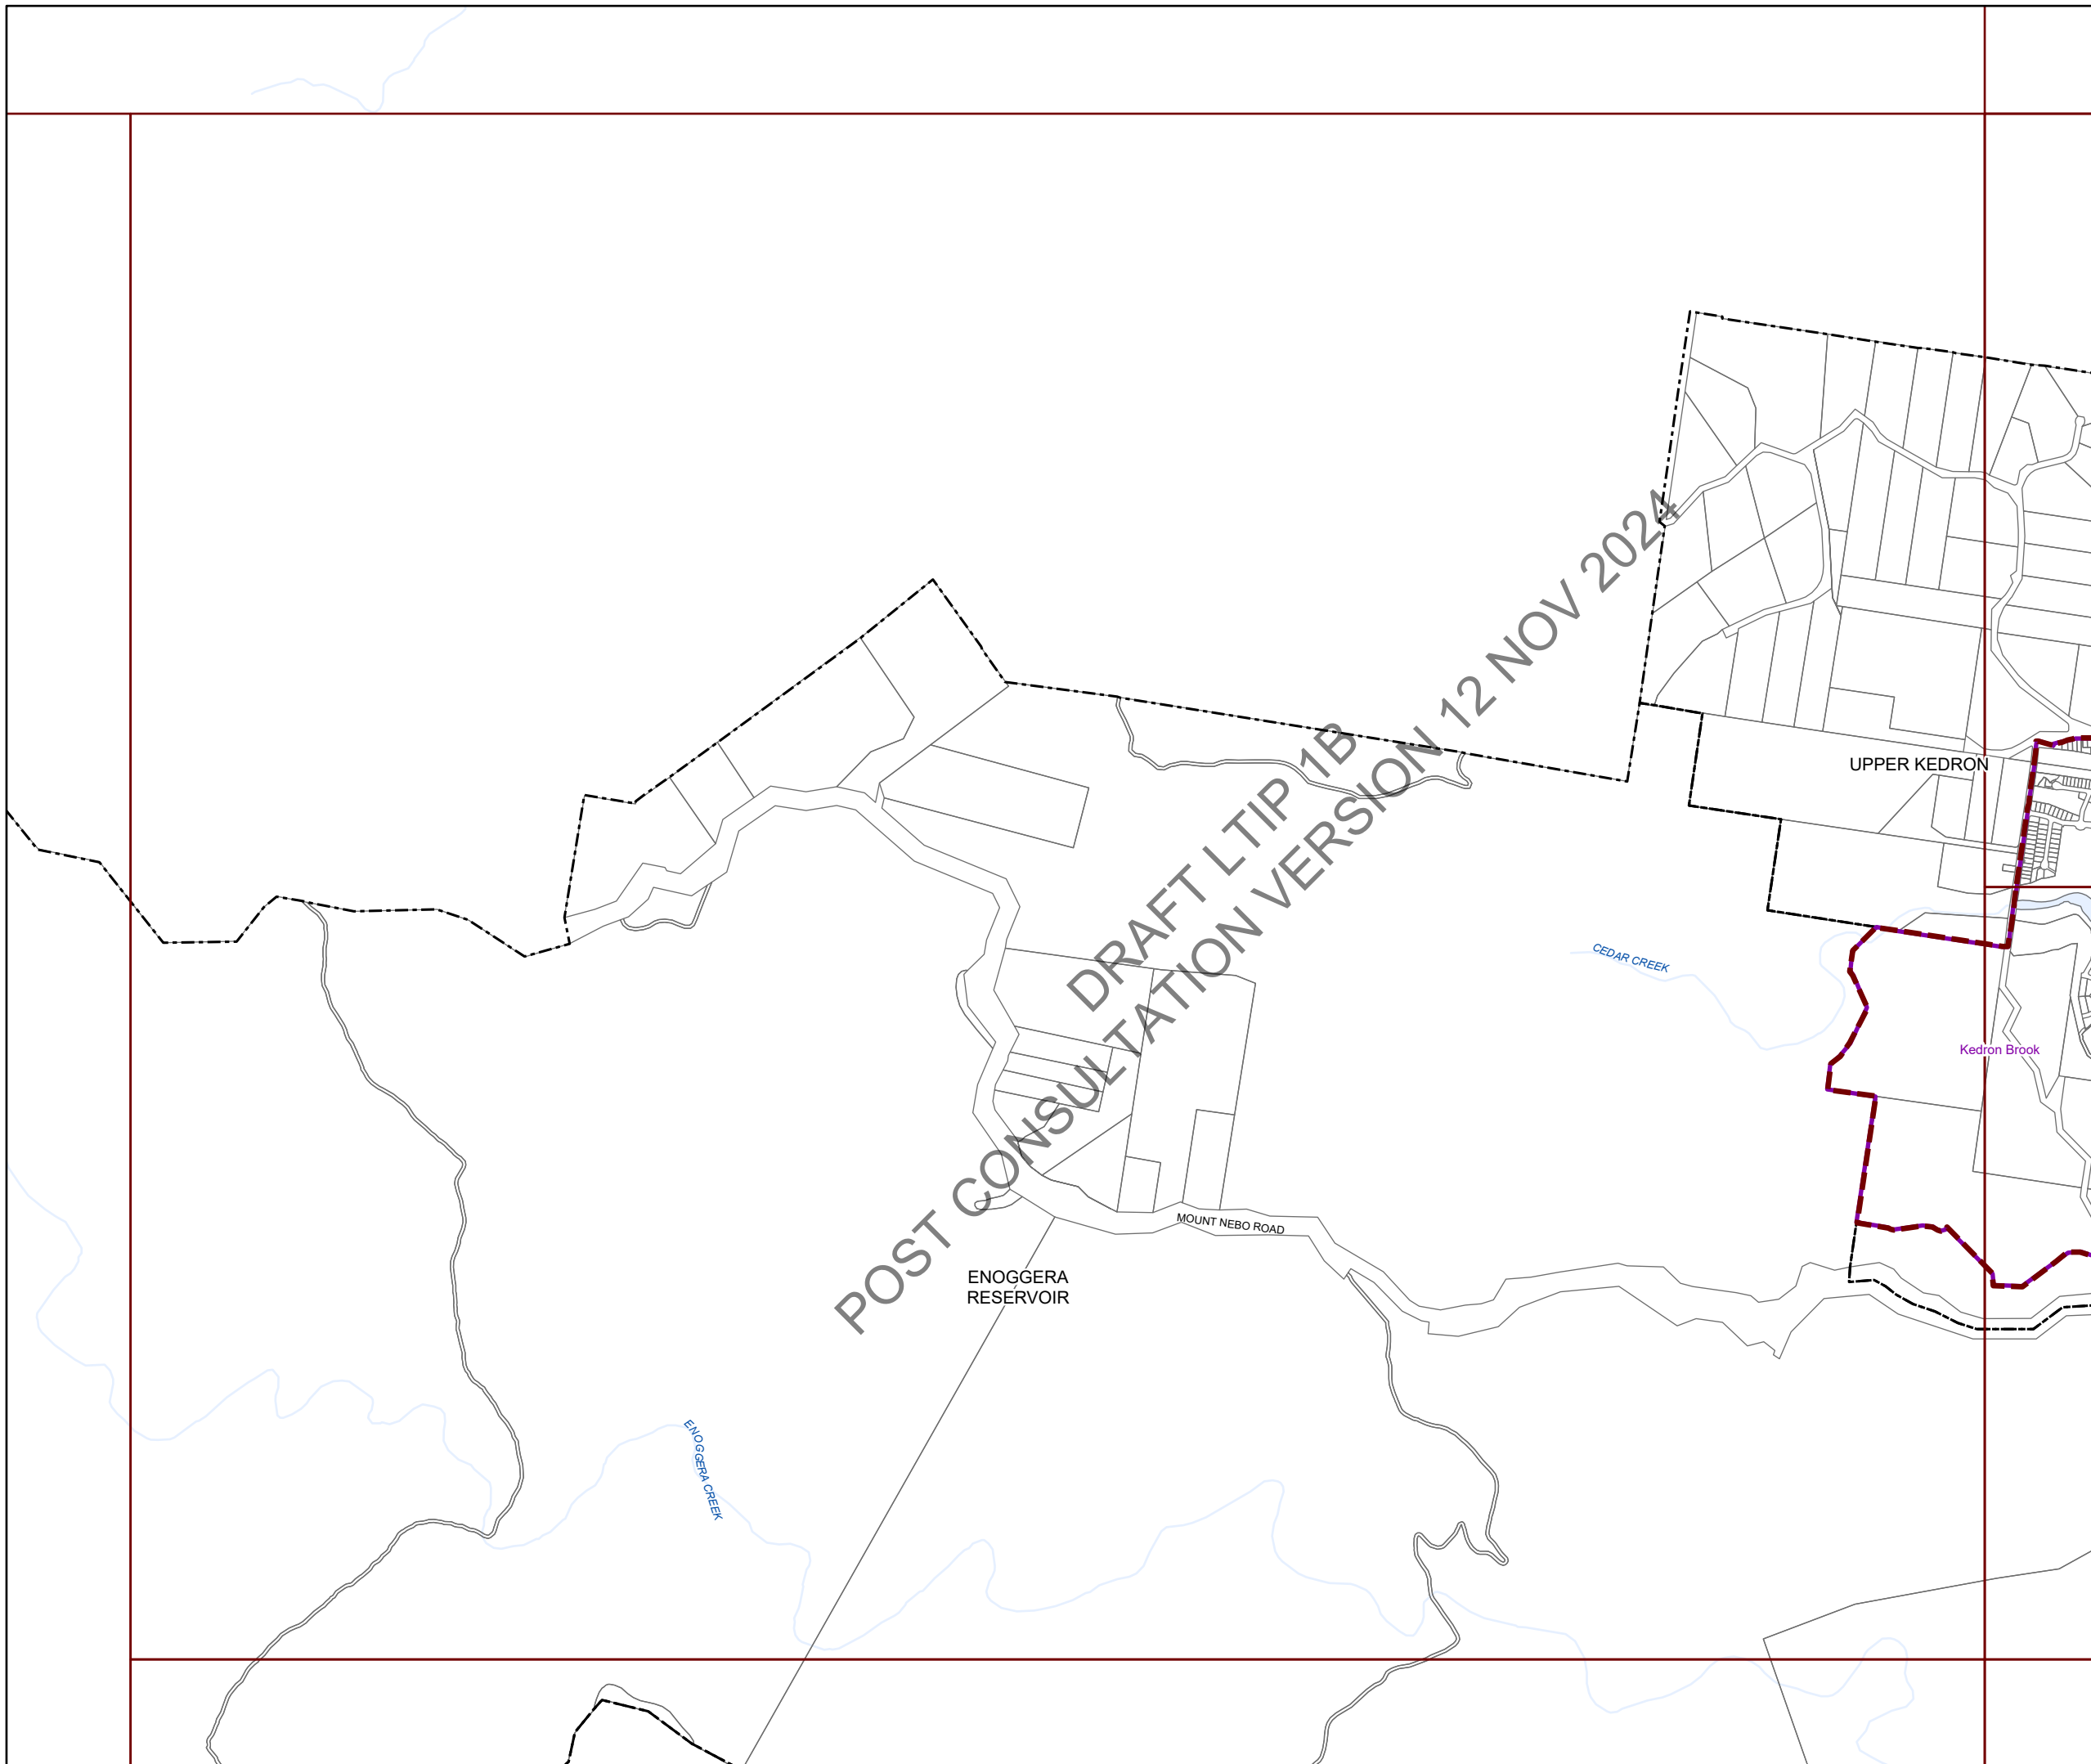 DRAFT LTIP 1B
POST CONSULTATION VERSION 12 NOV 2024
UPPER KEDRON
CEDAR CREEK
Kedron Brook
MOUNT NEBO ROAD
ENOGGERA
RESERVOIR
ENOGGERA CREEK